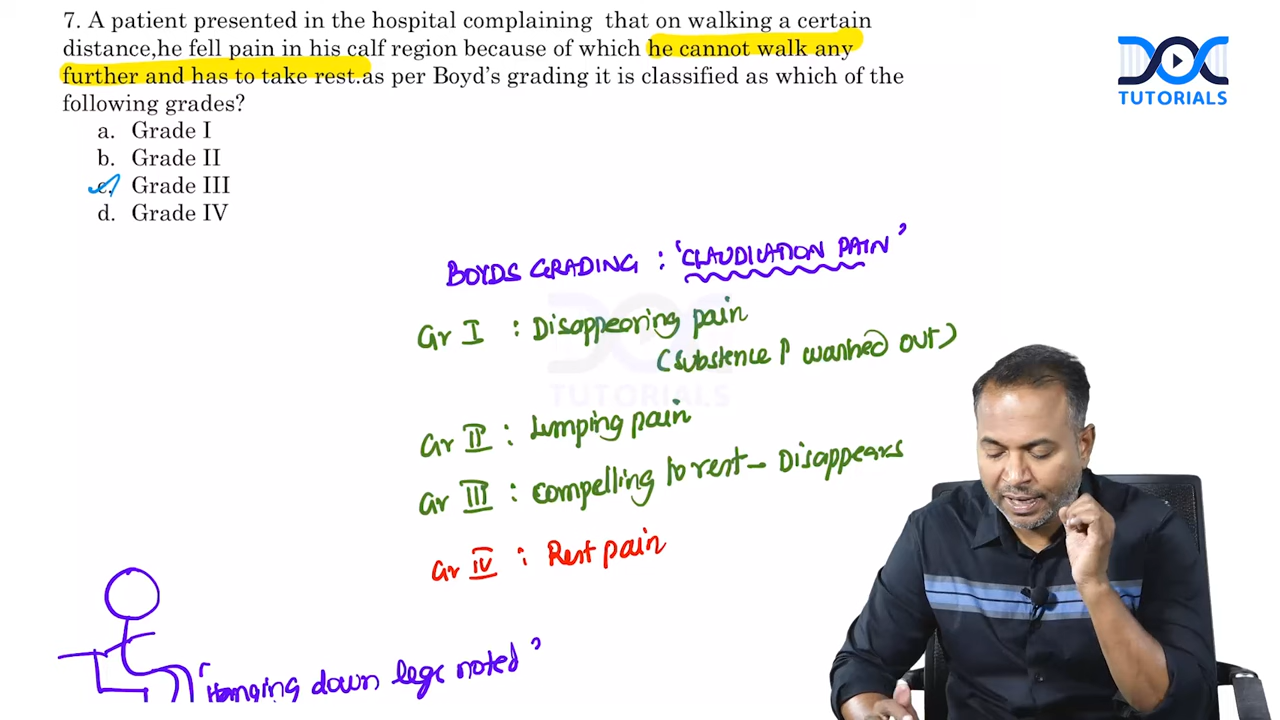 7. A patient presented in the hospital complaining that on walking a certain
distance,he fell pain in his calf region because of which he cannot walk any
further and has to take rest.as per Boyd's grading it is classified as which of the
following grades?
a. Grade I
b. Grade II
c. Grade III
d. Grade IV
DOC
TUTORIALS
BOYDS GRADING : 'CLAUDICATION PAIN'
Gr I : Disappearing pain
(Substence P washed out)
TUTORIALS
Gr II : Lumping pain
Gr III : Compelling to rest – Disappears
Gr IV : Rest pain
'Hanging down legs noted'